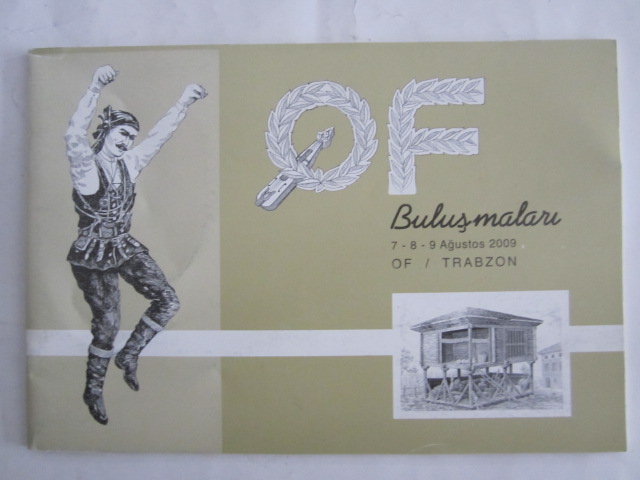 OF
Buluşmaları
7 - 8 - 9 Ağustos 2009
OF / TRABZON